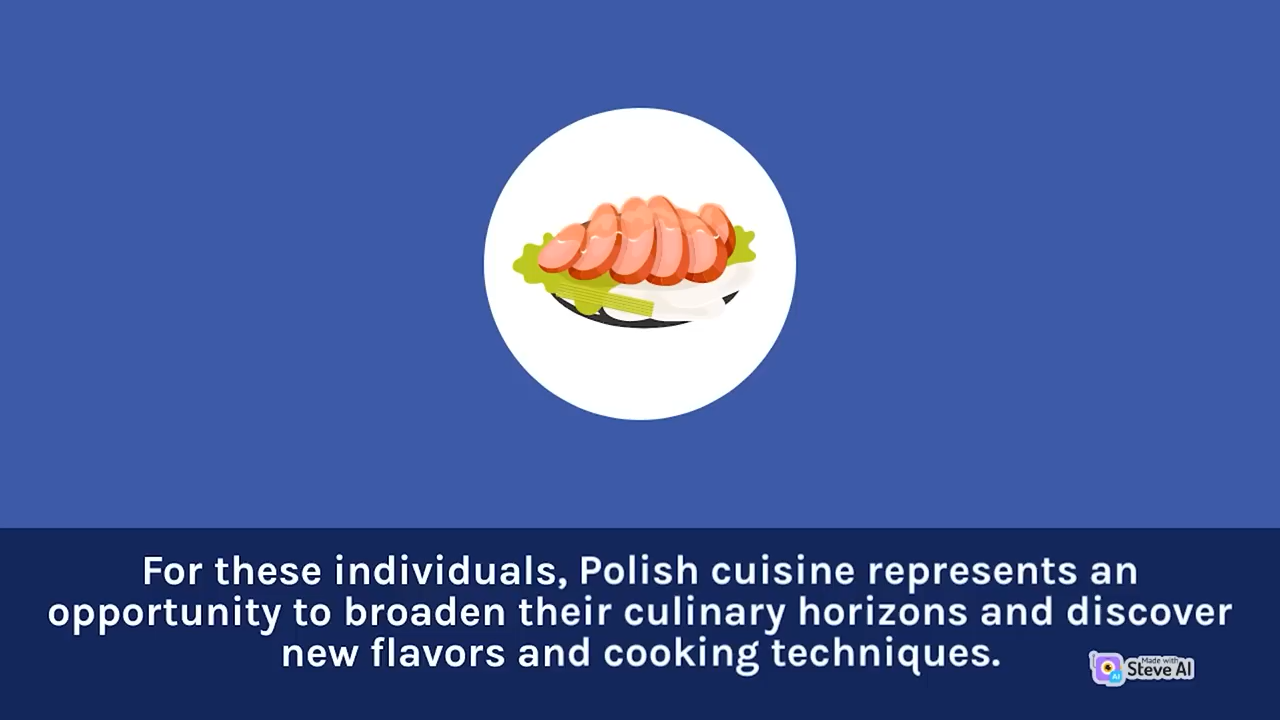 For these individuals, Polish cuisine represents an
opportunity to broaden their culinary horizons and discover
new flavors and cooking techniques.
Made with
AI Steve AI